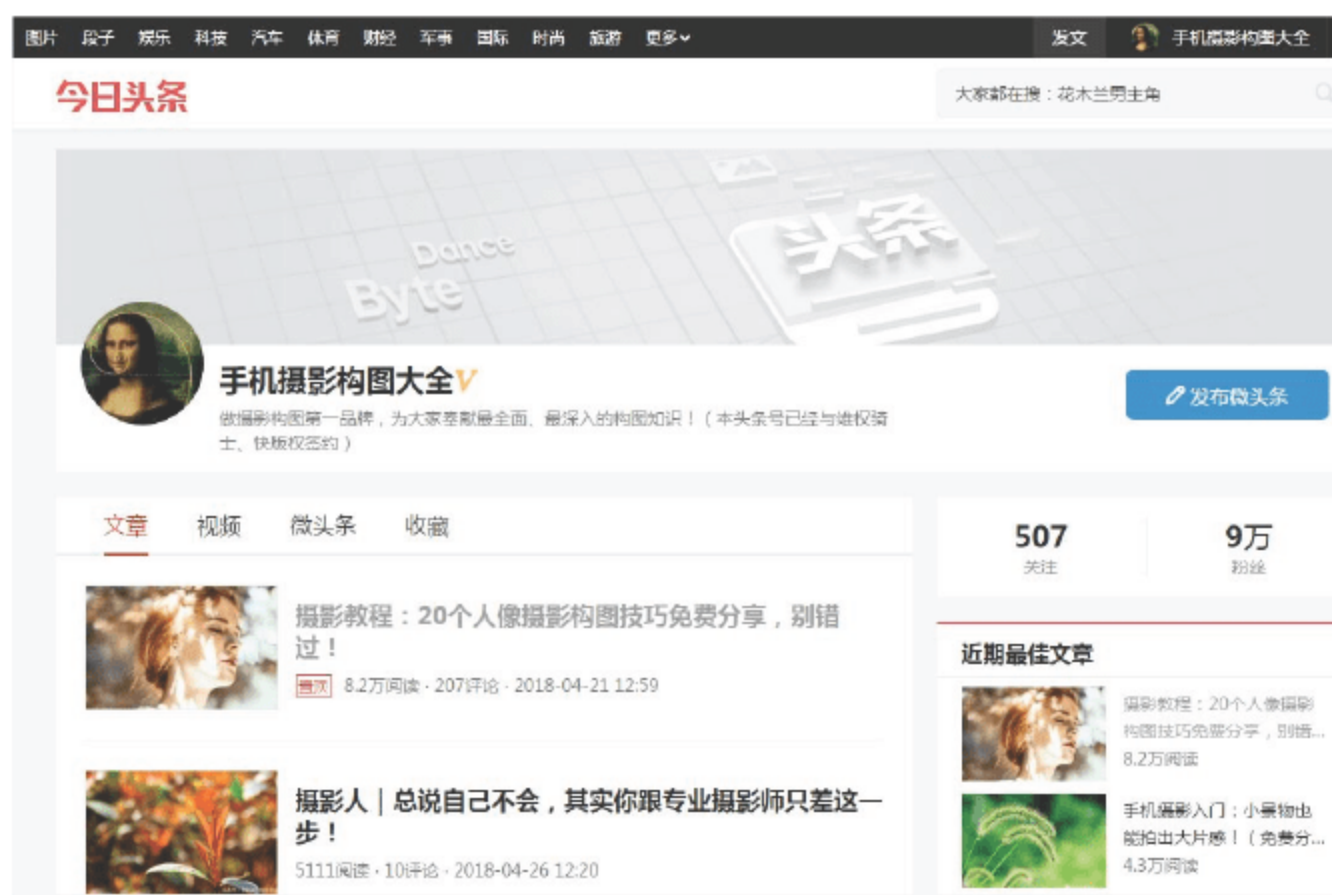 图片 段子 娱乐 科技 汽车 体育 财经 军事 国际 时尚 旅游 更多 发文 手机摄影构图大全
今日头条
大家都在搜：花木兰男主角
头条
Dance
Byte
手机摄影构图大全V
做摄影构图第一品牌，为大家奉献最全面、最深入的构图知识！（本头条号已经与维权骑
士、快版权签约）
发布微头条
文章 视频 微头条 收藏
507 9万
关注 粉丝
摄影教程：20个人像摄影构图技巧免费分享，别错
过！
置顶 8.2万阅读 · 207评论 · 2018-04-21 12:59
摄影人｜总说自己不会，其实你跟专业摄影师只差这一
步！
5111阅读 · 10评论 · 2018-04-26 12:20
近期最佳文章
摄影教程：20个人像摄影
构图技巧免费分享，别错...
8.2万阅读
手机摄影入门：小景物也
能拍出大片感！（免费分...
4.3万阅读